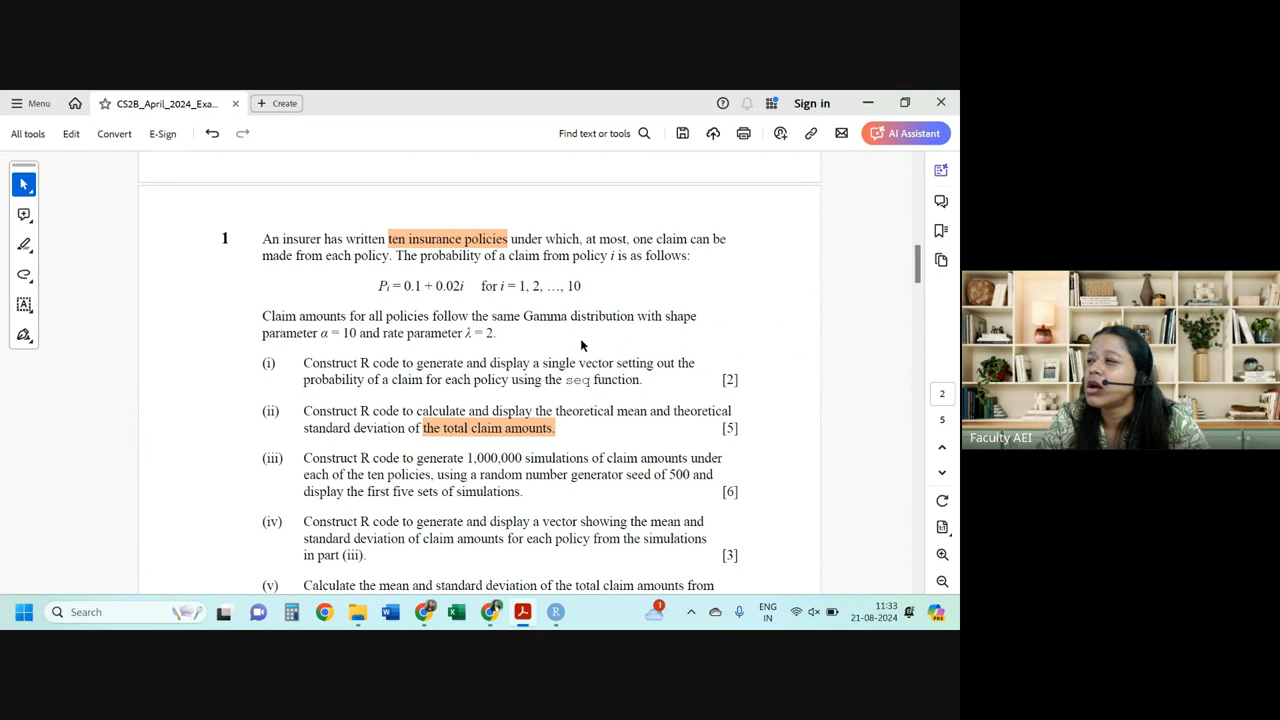 Menu
CS2B_April_2024_Exa...
Create
Sign in
All tools
Edit
Convert
E-Sign
Find text or tools
AI Assistant
1 An insurer has written ten insurance policies under which, at most, one claim can be
made from each policy. The probability of a claim from policy i is as follows:
Pi = 0.1 + 0.02i for i = 1, 2, …, 10
Claim amounts for all policies follow the same Gamma distribution with shape
parameter α = 10 and rate parameter λ = 2.
(i) Construct R code to generate and display a single vector setting out the
probability of a claim for each policy using the seq function. [2]
(ii) Construct R code to calculate and display the theoretical mean and theoretical
standard deviation of the total claim amounts. [5]
(iii) Construct R code to generate 1,000,000 simulations of claim amounts under
each of the ten policies, using a random number generator seed of 500 and
display the first five sets of simulations. [6]
(iv) Construct R code to generate and display a vector showing the mean and
standard deviation of claim amounts for each policy from the simulations
in part (iii). [3]
(v) Calculate the mean and standard deviation of the total claim amounts from
2
5
Faculty AEI
Search
1
ENG
IN
11:33
21-08-2024